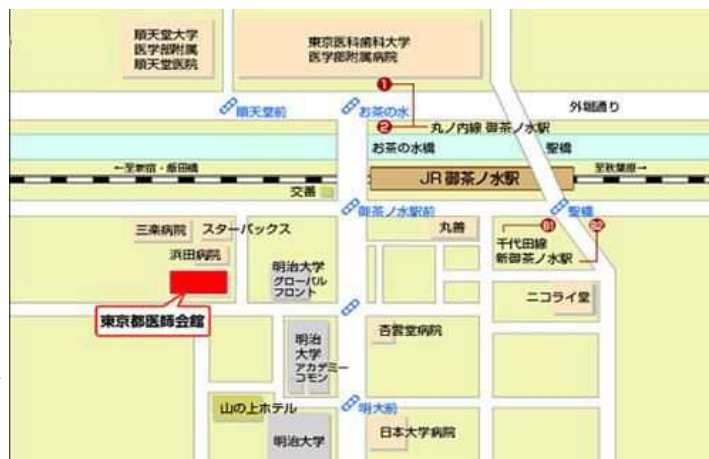 順天堂大学
医学部附属
順天堂医院
東京医科歯科大学
医学部附属病院
1
順天堂前
お茶の水
外堀通り
2
丸ノ内線 御茶ノ水駅
お茶の水橋
聖橋
←至新宿・飯田橋
JR 御茶ノ水駅
至秋葉原→
交番
御茶ノ水駅前
聖橋
三楽病院
スターバックス
丸善
B1
B2
千代田線
新御茶ノ水駅
浜田病院
明治大学
グローバル
フロント
ニコライ堂
東京都医師会館
明治
大学
アカデミー
コモン
杏雲堂病院
山の上ホテル
明大前
明治大学
日本大学病院